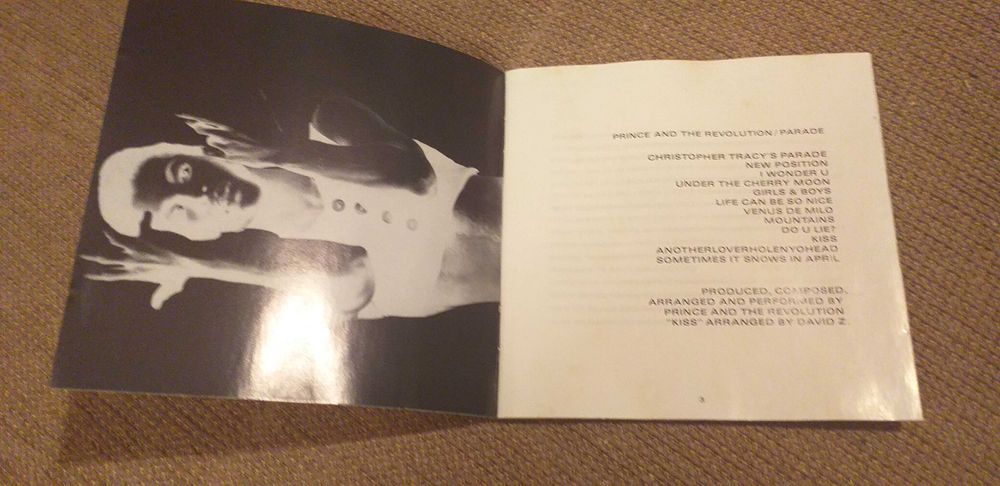 PRINCE AND THE REVOLUTION/PARADE
CHRISTOPHER TRACY'S PARADE
NEW POSITION
I WONDER U
UNDER THE CHERRY MOON
GIRLS & BOYS
LIFE CAN BE SO NICE
VENUS DE MILO
MOUNTAINS
DO U LIE?
KISS
ANOTHERLOVERHOLENYOHEAD
SOMETIMES IT SNOWS IN APRIL
PRODUCED, COMPOSED,
ARRANGED AND PERFORMED BY
PRINCE AND THE REVOLUTION
"KISS" ARRANGED BY DAVID Z.
3